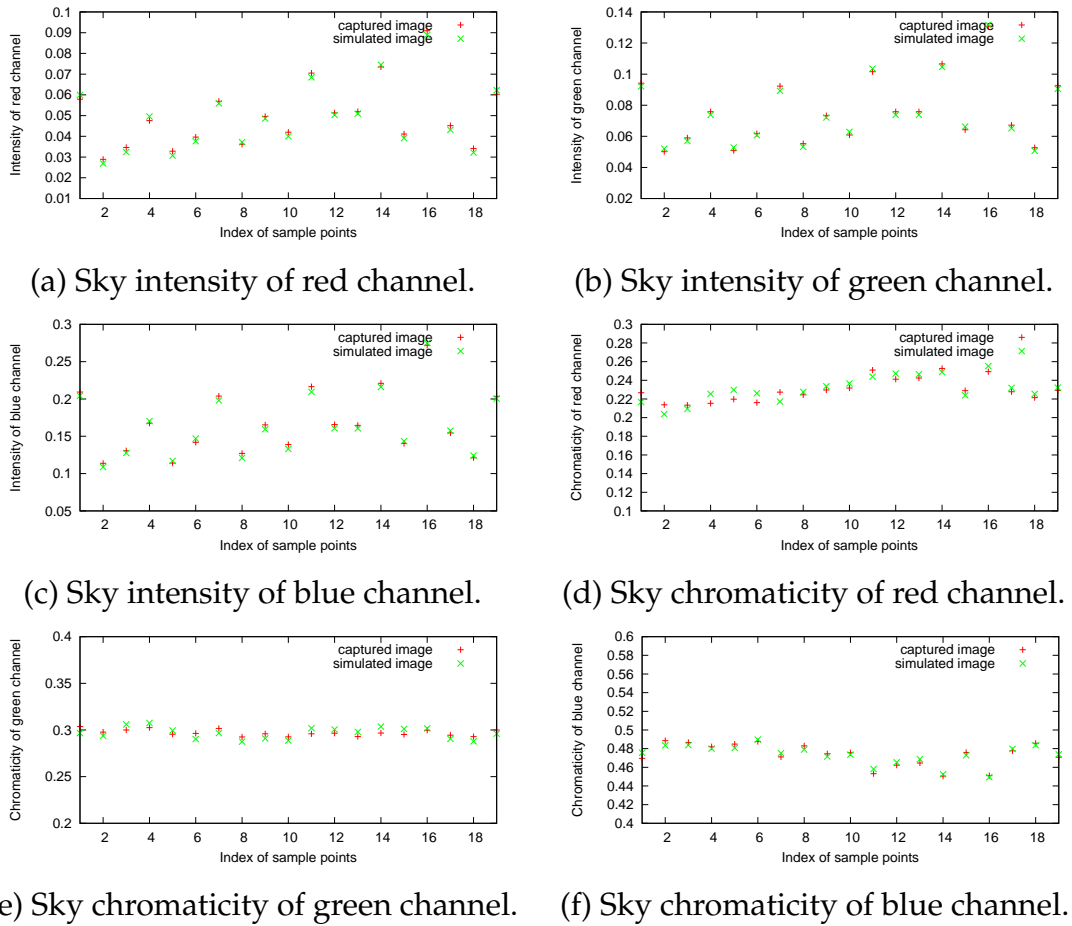 0.1
0.09
0.08
0.07
0.06
0.05
0.04
0.03
0.02
0.01
Intensity of red channel
captured image
simulated image
2 4 6 8 10 12 14 16 18
Index of sample points
(a) Sky intensity of red channel.
0.14
0.12
0.1
0.08
0.06
0.04
0.02
Intensity of green channel
captured image
simulated image
2 4 6 8 10 12 14 16 18
Index of sample points
(b) Sky intensity of green channel.
0.3
0.25
0.2
0.15
0.1
0.05
Intensity of blue channel
captured image
simulated image
2 4 6 8 10 12 14 16 18
Index of sample points
(c) Sky intensity of blue channel.
0.3
0.28
0.26
0.24
0.22
0.2
0.18
0.16
0.14
0.12
0.1
Chromaticity of red channel
captured image
simulated image
2 4 6 8 10 12 14 16 18
Index of sample points
(d) Sky chromaticity of red channel.
0.4
0.35
0.3
0.25
0.2
Chromaticity of green channel
captured image
simulated image
2 4 6 8 10 12 14 16 18
Index of sample points
e) Sky chromaticity of green channel.
0.6
0.58
0.56
0.54
0.52
0.5
0.48
0.46
0.44
0.42
0.4
Chromaticity of blue channel
captured image
simulated image
2 4 6 8 10 12 14 16 18
Index of sample points
(f) Sky chromaticity of blue channel.